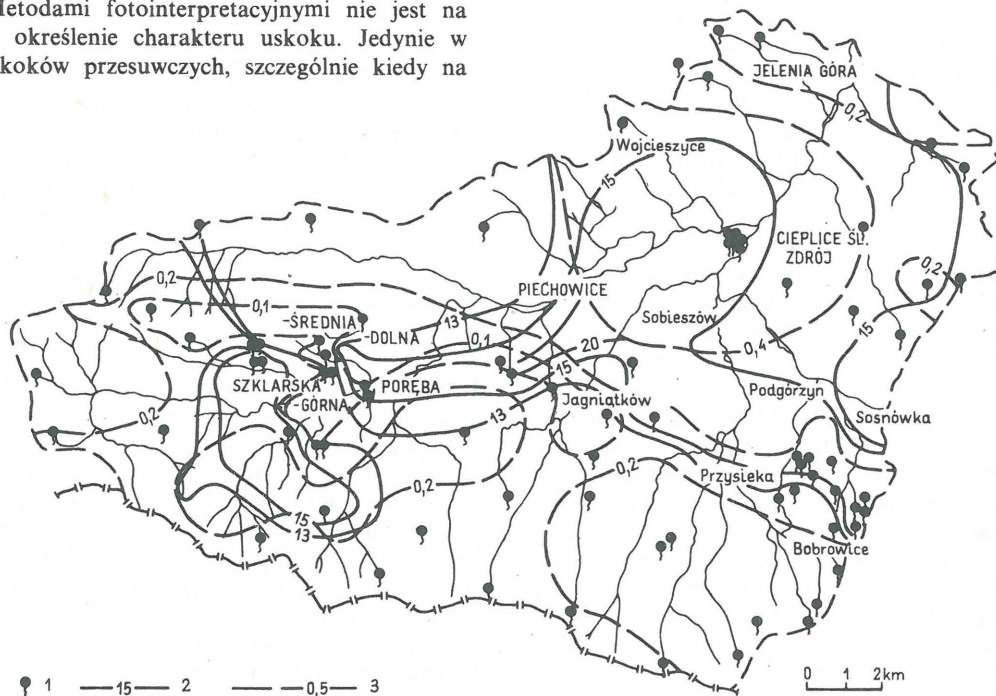 Metodami fotointerpretacyjnymi nie jest na
określenie charakteru uskoku. Jedynie w
koków przesuwczych, szczególnie kiedy na
JELENIA GÓRA
0,2
Wojcieszyce
15
CIEPLICE ŚL.
ZDRÓJ
0,2
PIECHOWICE
0,2
0,1
-ŚREDNIA
13
-DOLNA
0,1
Sobieszów
20
15
0,4
15
SZKLARSKA
PORĘBA
-GÓRNA
Jagniątków
13
Podgórzyn
Sosnówka
0,2
0,2
0,2
Przysieka
15
13
Bobrowice
1 15 2 0,5 3
0 1 2km